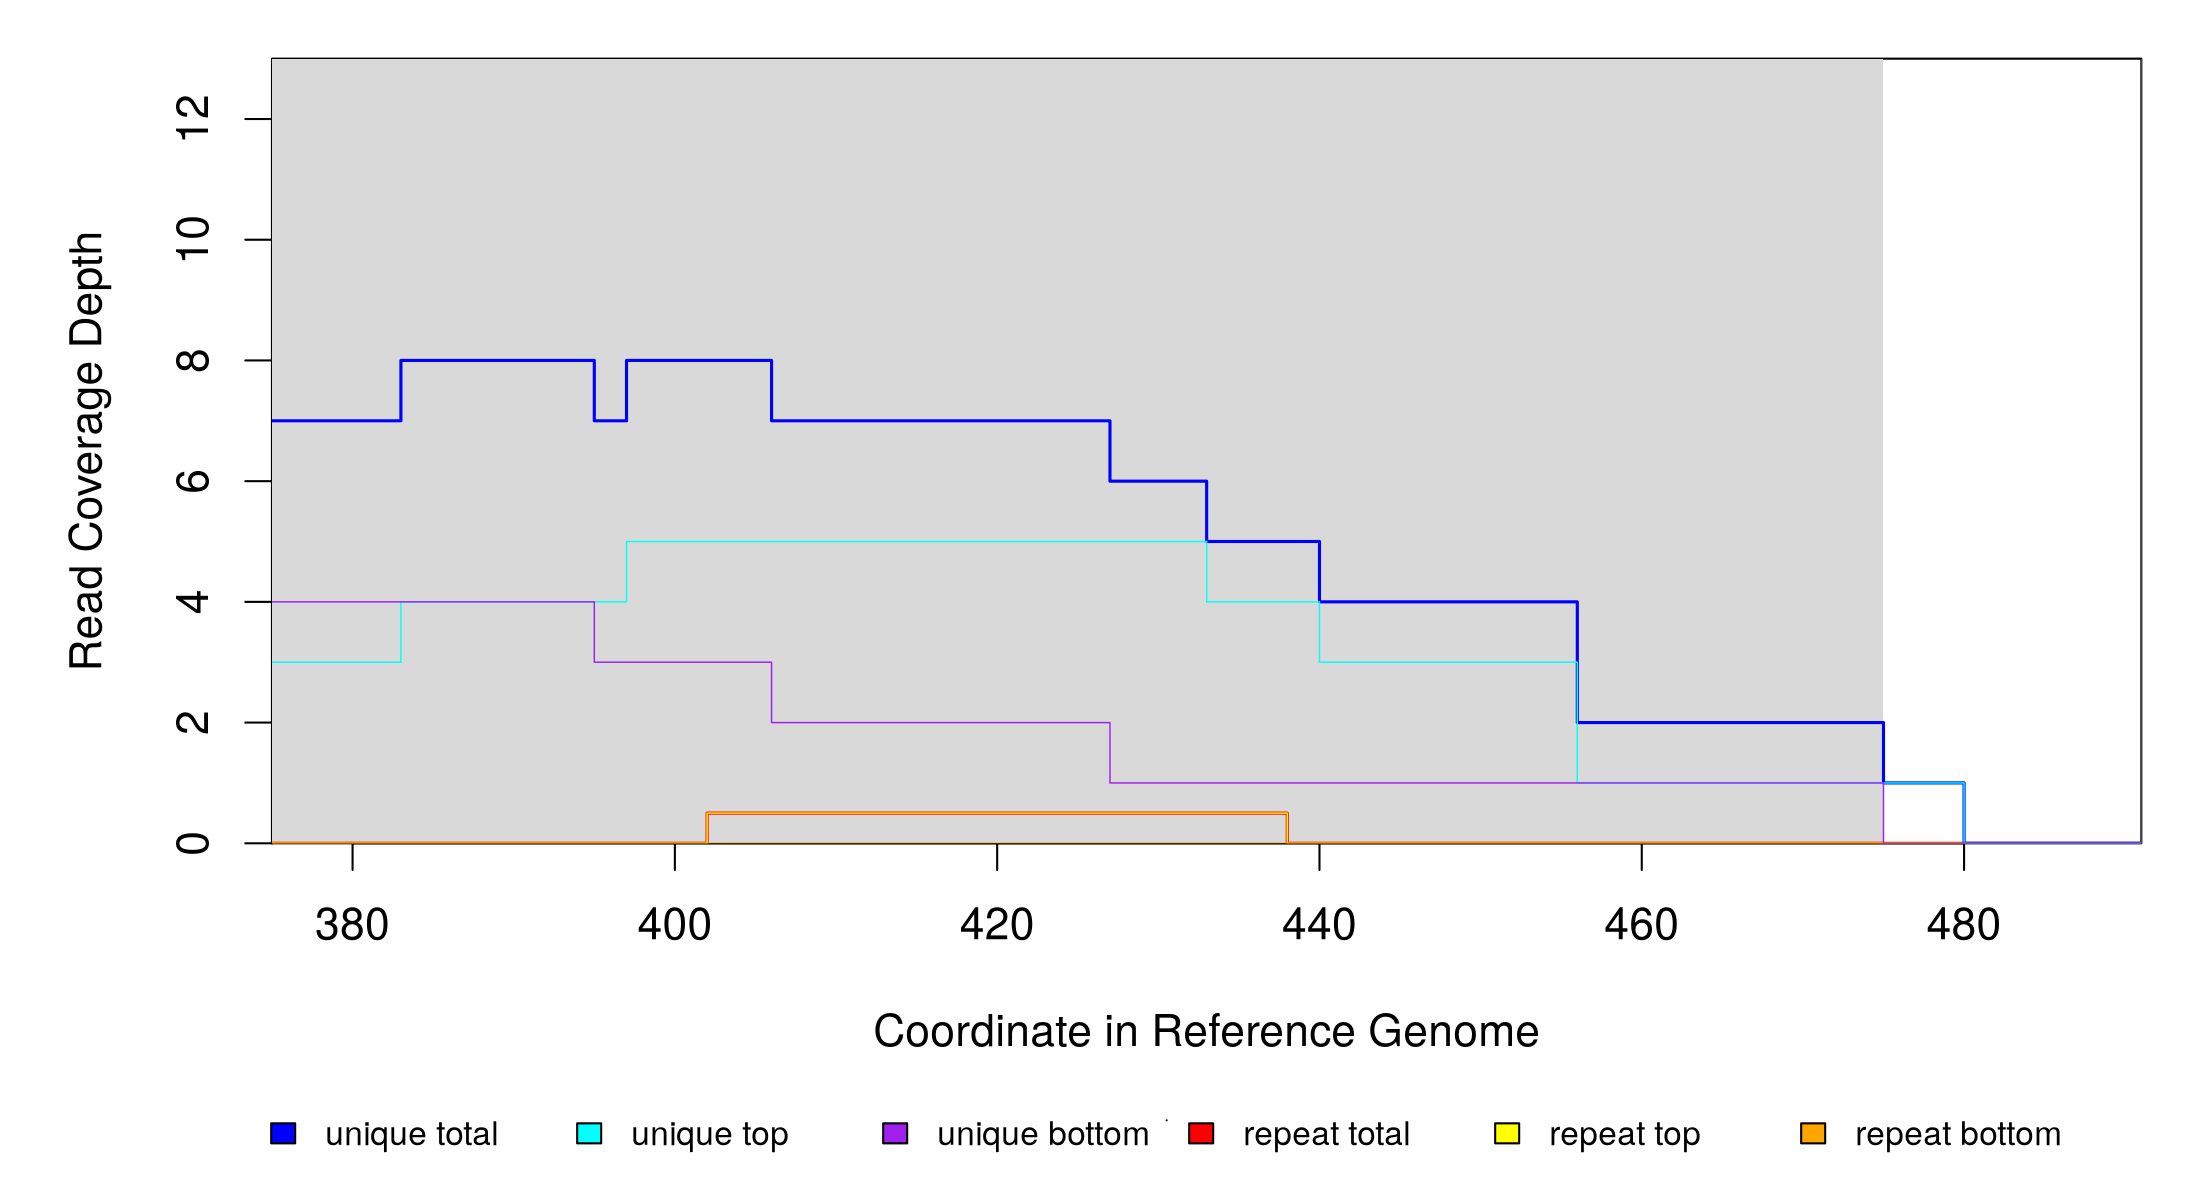 Read Coverage Depth
12
10
8
6
4
2
0
380 400 420 440 460 480
Coordinate in Reference Genome
unique total unique top unique bottom repeat total repeat top repeat bottom